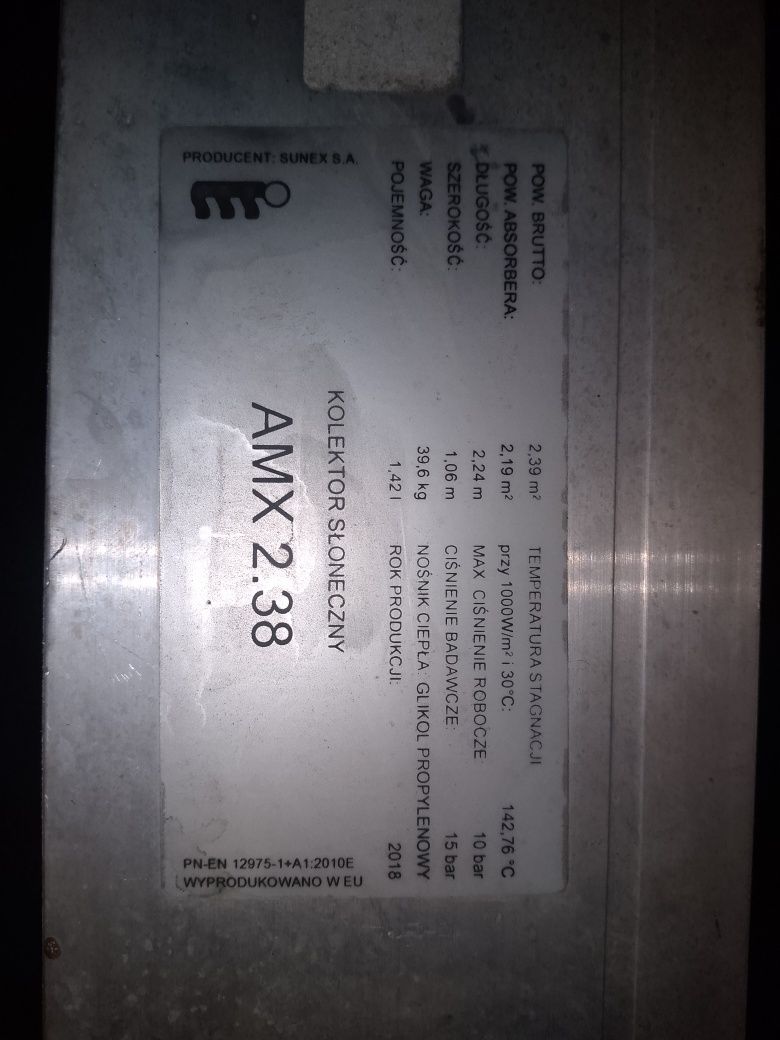 POW. BRUTTO: 2,39 m² TEMPERATURA STAGNACJI
POW. ABSORBERA: 2,19 m² przy 1000W/m² i 30°C: 142,76 °C
DŁUGOŚĆ: 2,24 m MAX. CIŚNIENIE ROBOCZE 10 bar
SZEROKOŚĆ: 1,06 m CIŚNIENIE BADAWCZE: 15 bar
WAGA: 39,6 kg NOŚNIK CIEPŁA: GLIKOL PROPYLENOWY
POJEMNOŚĆ: 1,42 l ROK PRODUKCJI: 2018
KOLEKTOR SŁONECZNY
AMX 2.38
PRODUCENT: SUNEX S.A.
PN-EN 12975-1+A1:2010E
WYPRODUKOWANO W EU